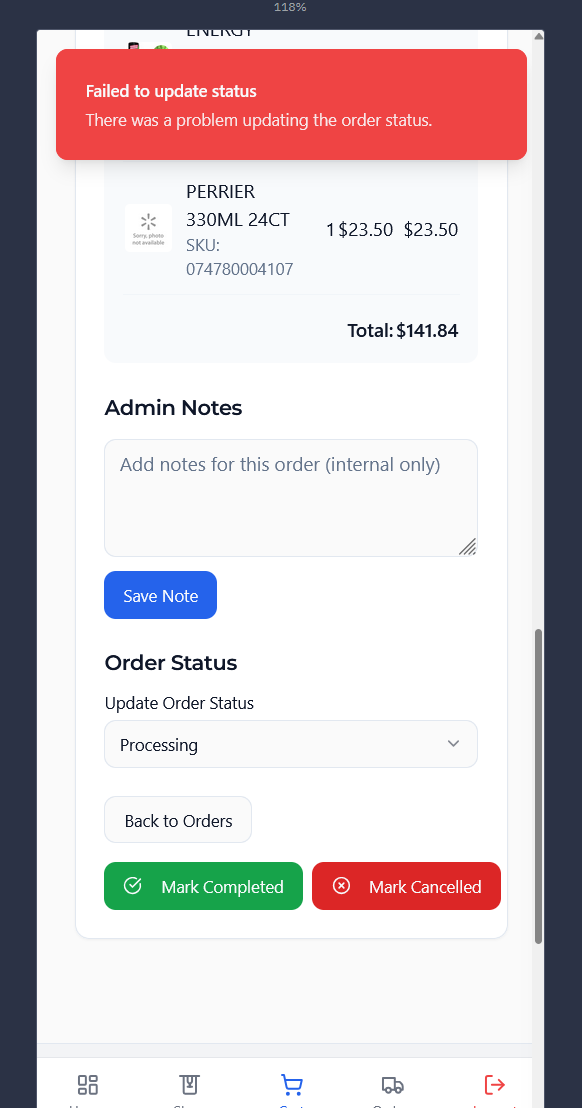 118%
ENERGY
Failed to update status
There was a problem updating the order status.
PERRIER
330ML 24CT
SKU:
074780004107
Sorry, photo
not available
1 $23.50 $23.50
Total: $141.84
Admin Notes
Add notes for this order (internal only)
Save Note
Order Status
Update Order Status
Processing
Back to Orders
Mark Completed
Mark Cancelled